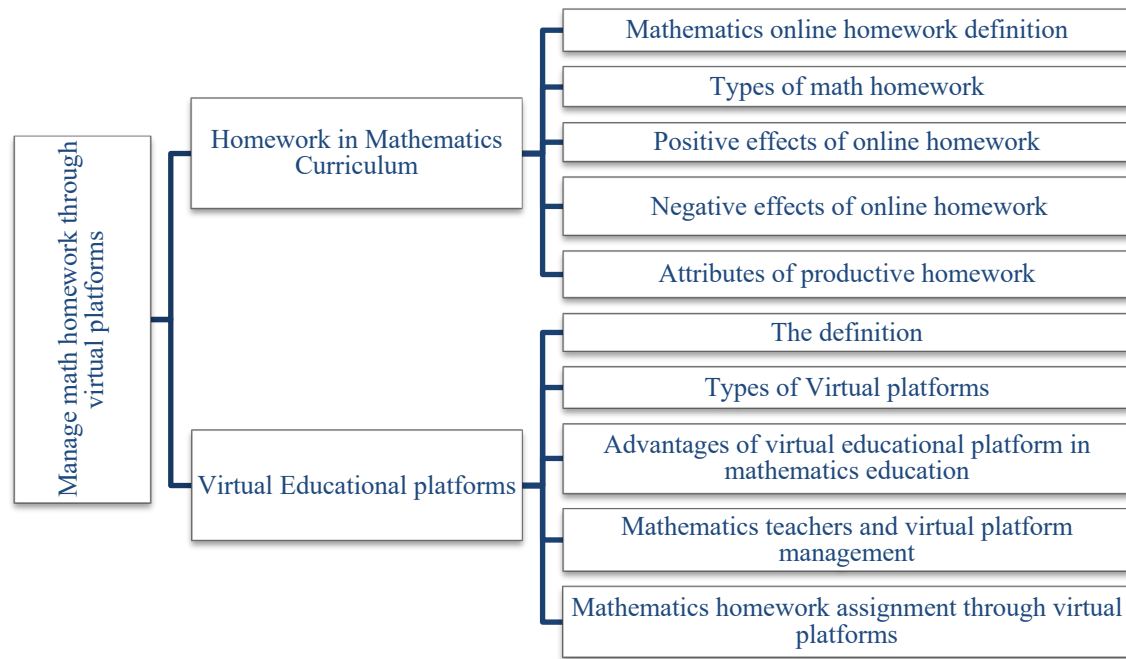 Manage math homework through
virtual platforms
Homework in Mathematics
Curriculum
Mathematics online homework definition
Types of math homework
Positive effects of online homework
Negative effects of online homework
Attributes of productive homework
Virtual Educational platforms
The definition
Types of Virtual platforms
Advantages of virtual educational platform in
mathematics education
Mathematics teachers and virtual platform
management
Mathematics homework assignment through virtual
platforms